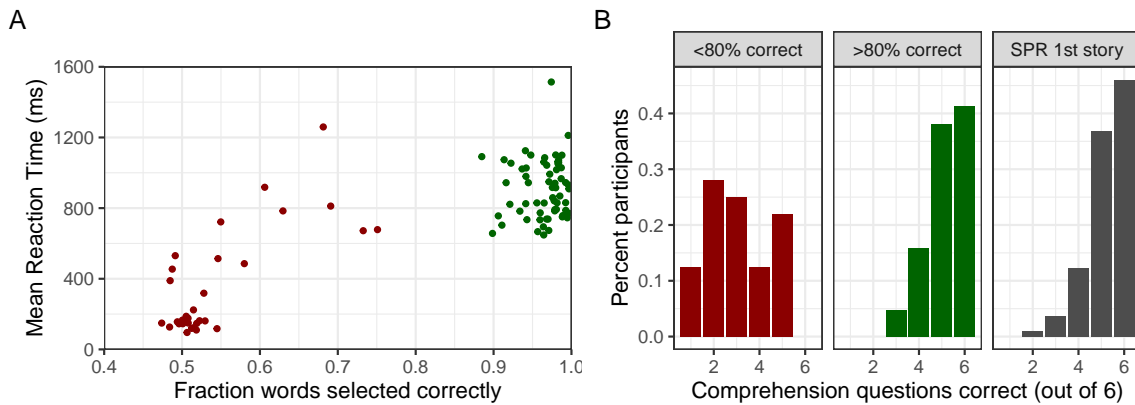 A
1600
1200
800
400
0
Mean Reaction Time (ms)
0.4 0.5 0.6 0.7 0.8 0.9 1.0
Fraction words selected correctly
B
<80% correct >80% correct SPR 1st story
0.4
0.3
0.2
0.1
0.0
Percent participants
2 4 6 2 4 6 2 4 6
Comprehension questions correct (out of 6)